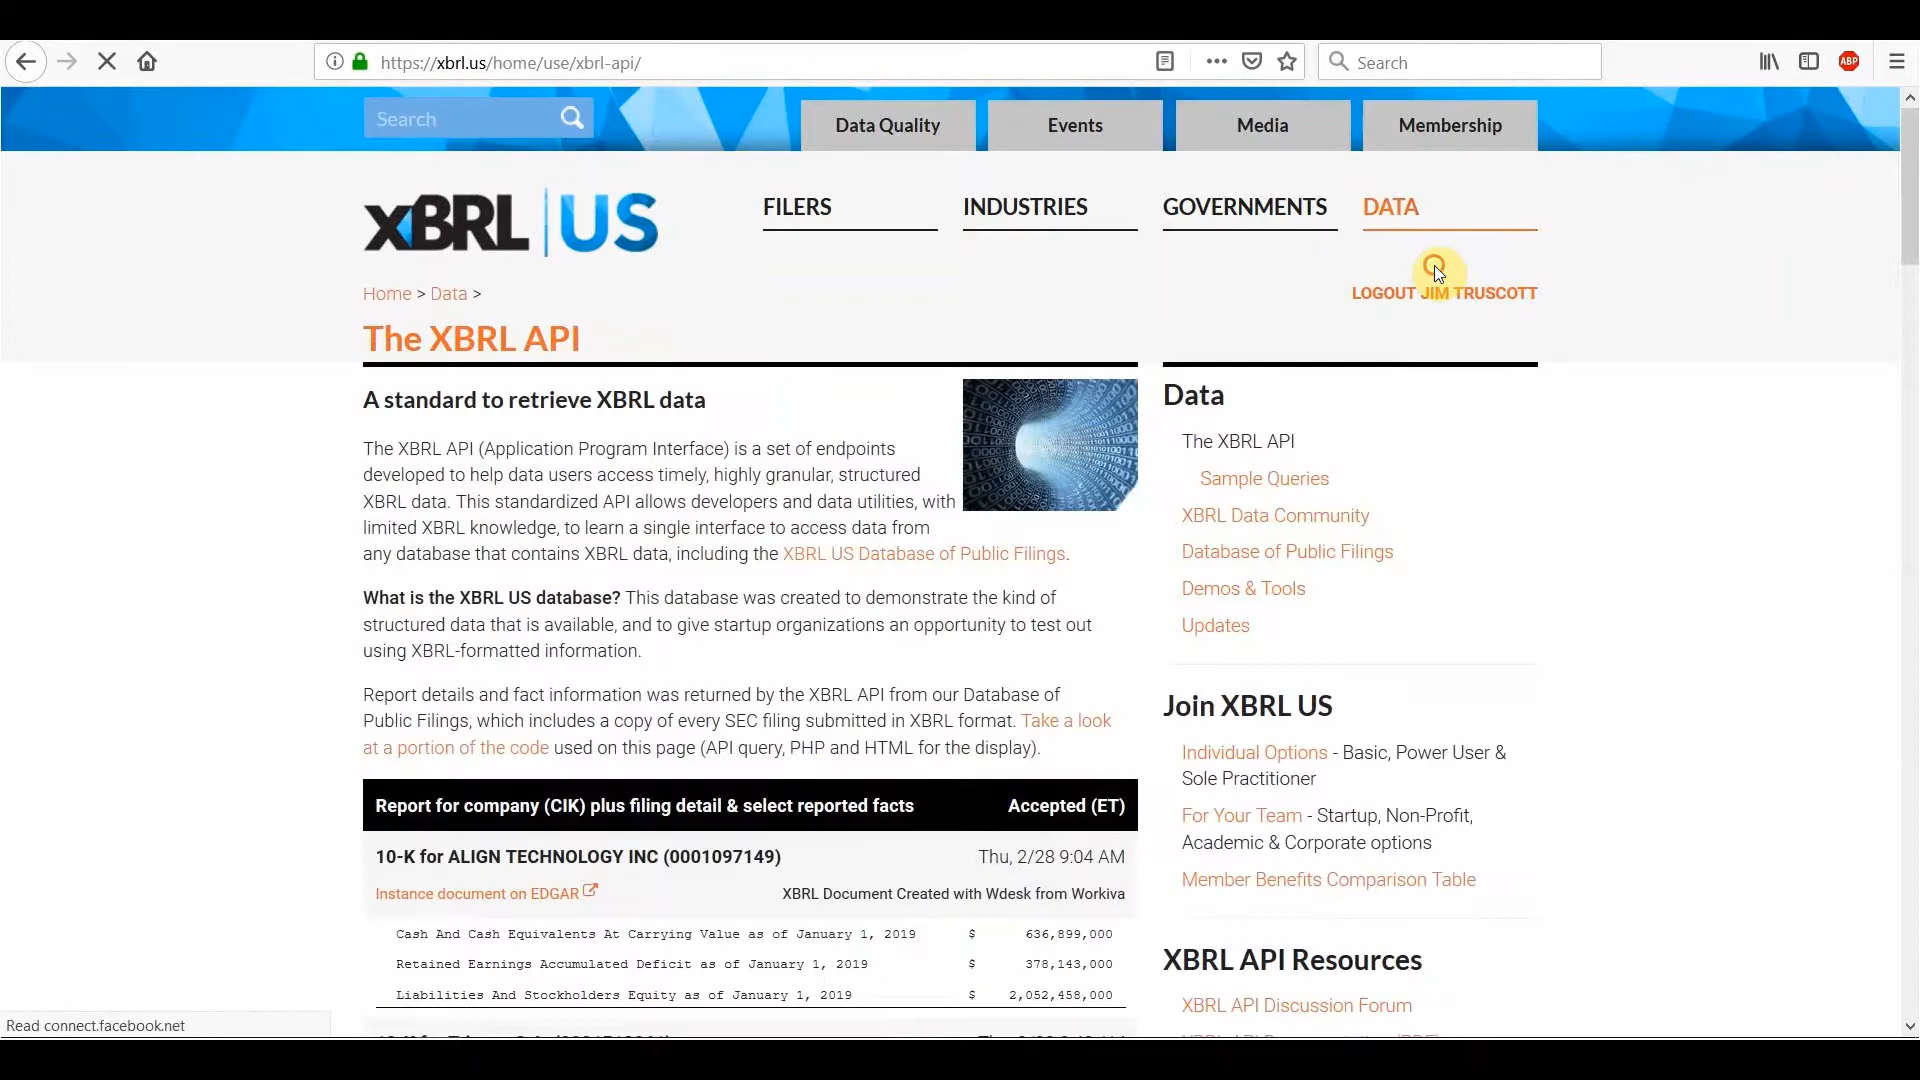 https://xbrl.us/home/use/xbrl-api/
Search
ABP
Search
Data Quality
Events
Media
Membership
XBRL US
FILERS
INDUSTRIES
GOVERNMENTS
DATA
LOGOUT JIM TRUSCOTT
Home > Data >
The XBRL API
A standard to retrieve XBRL data
The XBRL API (Application Program Interface) is a set of endpoints
developed to help data users access timely, highly granular, structured
XBRL data. This standardized API allows developers and data utilities, with
limited XBRL knowledge, to learn a single interface to access data from
any database that contains XBRL data, including the XBRL US Database of Public Filings.
What is the XBRL US database? This database was created to demonstrate the kind of
structured data that is available, and to give startup organizations an opportunity to test out
using XBRL-formatted information.
Report details and fact information was returned by the XBRL API from our Database of
Public Filings, which includes a copy of every SEC filing submitted in XBRL format. Take a look
at a portion of the code used on this page (API query, PHP and HTML for the display).
Report for company (CIK) plus filing detail & select reported facts Accepted (ET)
10-K for ALIGN TECHNOLOGY INC (0001097149) Thu, 2/28 9:04 AM
Instance document on EDGAR XBRL Document Created with Wdesk from Workiva
Cash And Cash Equivalents At Carrying Value as of January 1, 2019 $ 636,899,000
Retained Earnings Accumulated Deficit as of January 1, 2019 $ 378,143,000
Liabilities And Stockholders Equity as of January 1, 2019 $ 2,052,458,000
Data
The XBRL API
Sample Queries
XBRL Data Community
Database of Public Filings
Demos & Tools
Updates
Join XBRL US
Individual Options - Basic, Power User &
Sole Practitioner
For Your Team - Startup, Non-Profit,
Academic & Corporate options
Member Benefits Comparison Table
XBRL API Resources
XBRL API Discussion Forum
Read connect.facebook.net